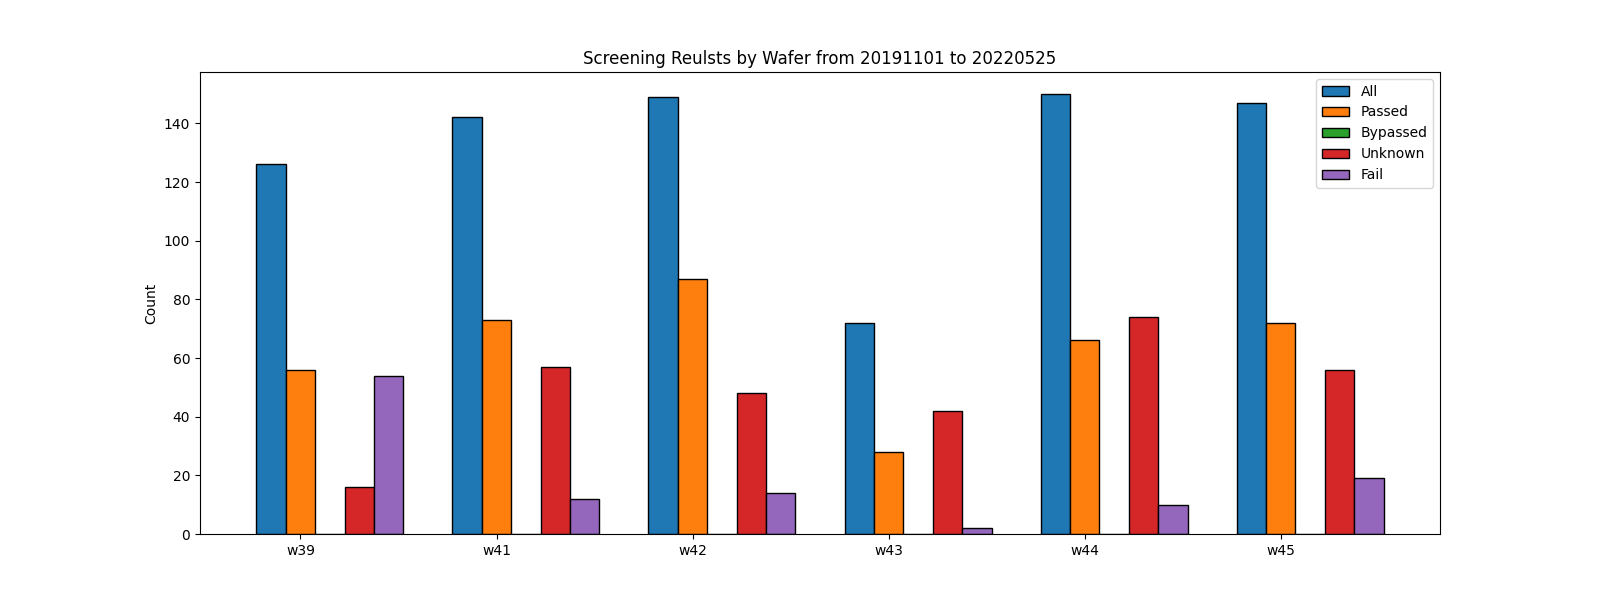 Screening Reulsts by Wafer from 20191101 to 20220525
All
Passed
Bypassed
Unknown
Fail
Count
140
120
100
80
60
40
20
0
w39 w41 w42 w43 w44 w45